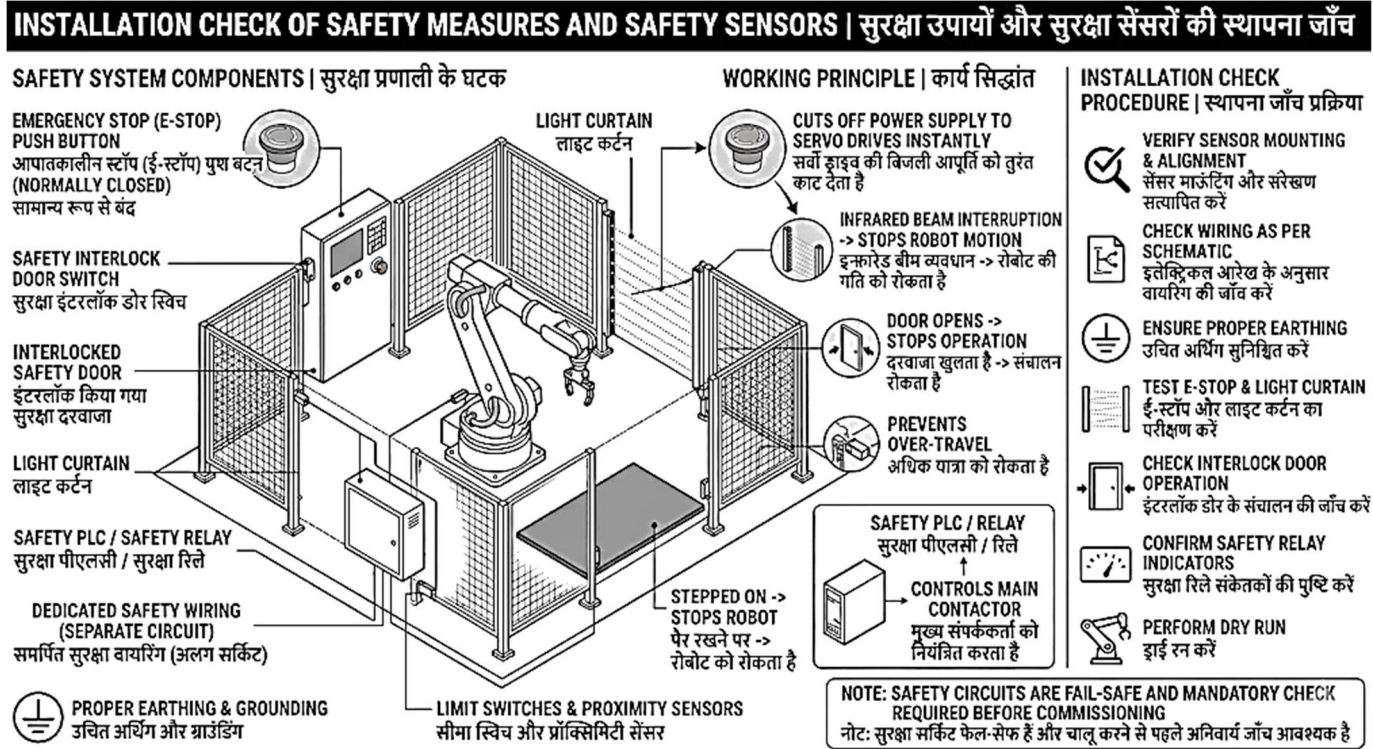 INSTALLATION CHECK OF SAFETY MEASURES AND SAFETY SENSORS | सुरक्षा उपायों और सुरक्षा सेंसरों की स्थापना जाँच
SAFETY SYSTEM COMPONENTS | सुरक्षा प्रणाली के घटक
EMERGENCY STOP (E-STOP)
PUSH BUTTON
आपातकालीन स्टॉप (ई-स्टॉप) पुश बटन
(NORMALLY CLOSED)
सामान्य रूप से बंद
SAFETY INTERLOCK
DOOR SWITCH
सुरक्षा इंटरलॉक डोर स्विच
INTERLOCKED
SAFETY DOOR
इंटरलॉक किया गया
सुरक्षा दरवाजा
LIGHT CURTAIN
लाइट कर्टन
SAFETY PLC / SAFETY RELAY
सुरक्षा पीएलसी / सुरक्षा रिले
DEDICATED SAFETY WIRING
(SEPARATE CIRCUIT)
समर्पित सुरक्षा वायरिंग (अलग सर्किट)
PROPER EARTHING & GROUNDING
उचित अर्थिंग और ग्राउंडिंग
LIGHT CURTAIN
लाइट कर्टन
LIMIT SWITCHES & PROXIMITY SENSORS
सीमा स्विच और प्रॉक्सिमिटी सेंसर
STEPPED ON ->
STOPS ROBOT
पैर रखने पर ->
रोबोट को रोकता है
WORKING PRINCIPLE | कार्य सिद्धांत
CUTS OFF POWER SUPPLY TO
SERVO DRIVES INSTANTLY
सर्वो ड्राइव की बिजली आपूर्ति को तुरंत
काट देता है
INFRARED BEAM INTERRUPTION
-> STOPS ROBOT MOTION
इन्फ्रारेड बीम व्यवधान -> रोबोट की
गति को रोकता है
DOOR OPENS ->
STOPS OPERATION
दरवाजा खुलता है -> संचालन
रोकता है
PREVENTS
OVER-TRAVEL
अधिक यात्रा को रोकता है
SAFETY PLC / RELAY
सुरक्षा पीएलसी / रिले
CONTROLS MAIN
CONTACTOR
मुख्य संपर्ककर्ता को
नियंत्रित करता है
INSTALLATION CHECK
PROCEDURE | स्थापना जाँच प्रक्रिया
VERIFY SENSOR MOUNTING
& ALIGNMENT
सेंसर माऊंटिंग और संरेखण
सत्यापित करें
CHECK WIRING AS PER
SCHEMATIC
इलेक्ट्रिकल आरेख के अनुसार
वायरिंग की जाँच करें
ENSURE PROPER EARTHING
उचित अर्थिंग सुनिश्चित करें
TEST E-STOP & LIGHT CURTAIN
ई-स्टॉप और लाइट कर्टन का
परीक्षण करें
CHECK INTERLOCK DOOR
OPERATION
इंटरलॉक डोर के संचालन की जाँच करें
CONFIRM SAFETY RELAY
INDICATORS
सुरक्षा रिले संकेतकों की पुष्टि करें
PERFORM DRY RUN
ड्राई रन करें
NOTE: SAFETY CIRCUITS ARE FAIL-SAFE AND MANDATORY CHECK
REQUIRED BEFORE COMMISSIONING
नोट: सुरक्षा सर्किट फेल-सेफ हैं और चालू करने से पहले अनिवार्य जाँच आवश्यक है